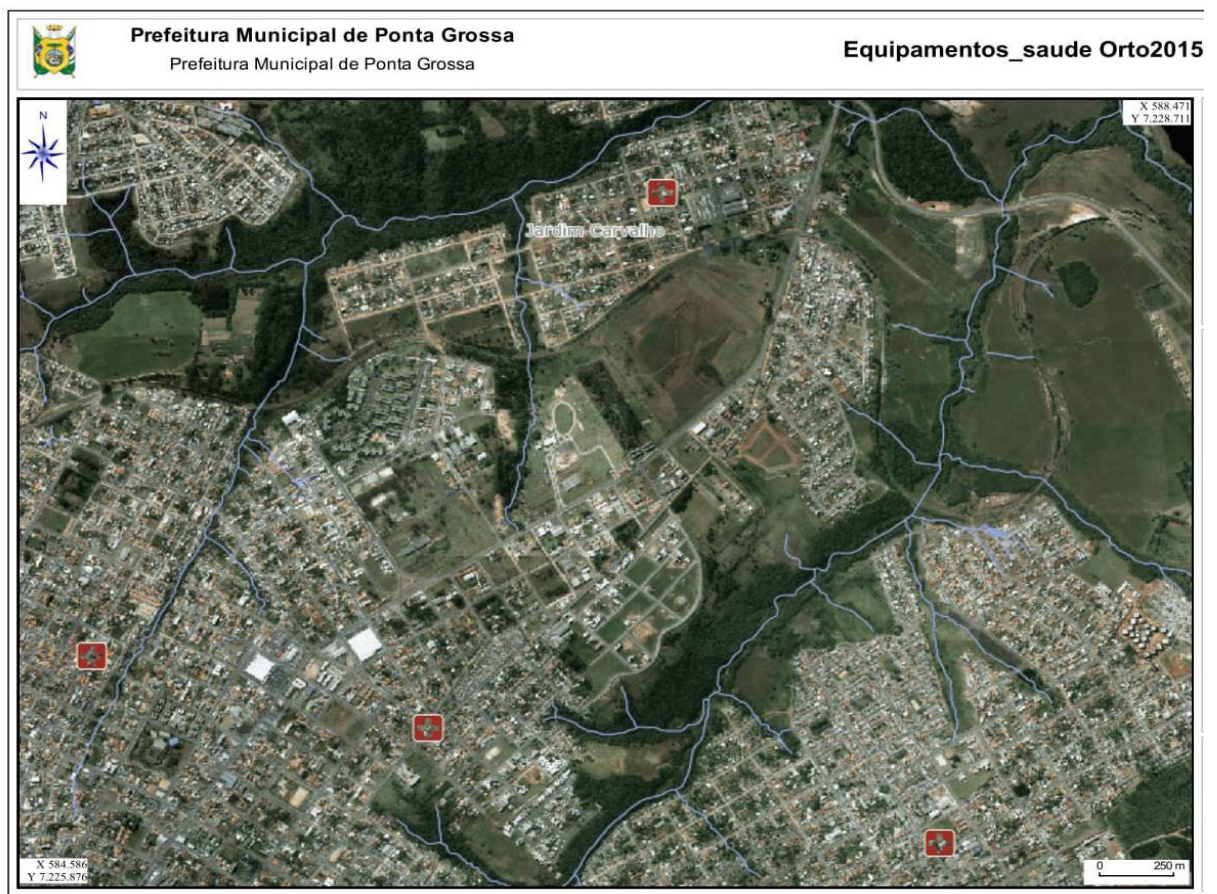 Prefeitura Municipal de Ponta Grossa
Prefeitura Municipal de Ponta Grossa
Equipamentos_saude Orto2015
N
X 588.471
Y 7.228.711
Jardim Carvalho
X 584.586
Y 7.225.876
0 250 m